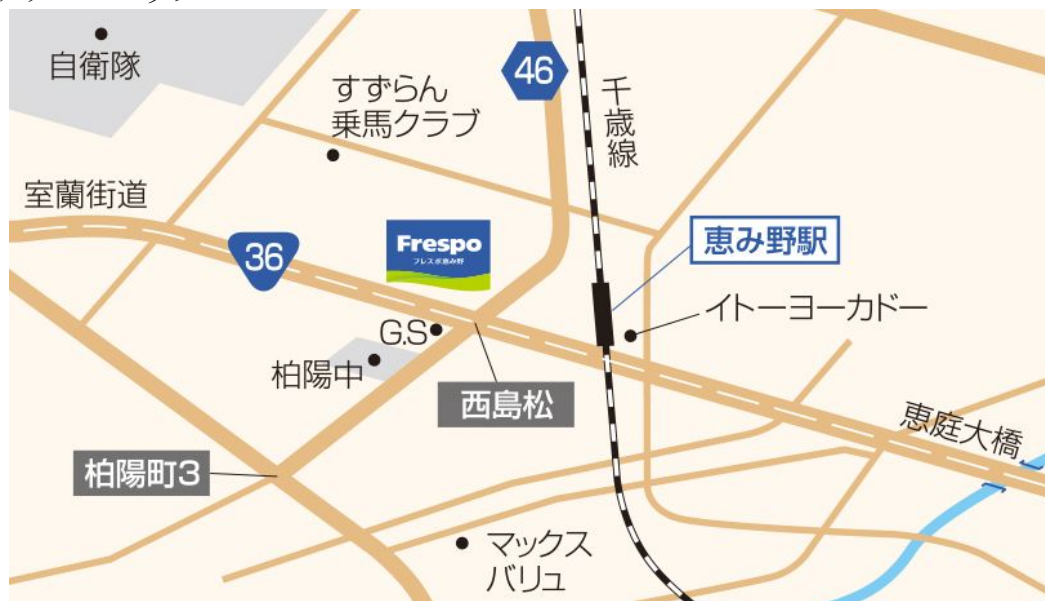 自衛隊
すずらん
乗馬クラブ
46
千歳線
室蘭街道
36
Frespo
フレスポ恵み野
恵み野駅
イトーヨーカドー
G.S
柏陽中
西島松
恵庭大橋
柏陽町3
マックス
バリュ